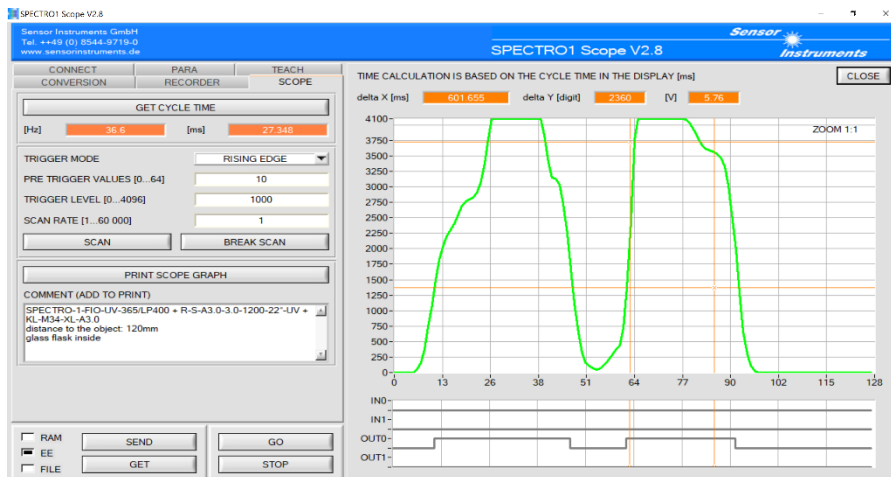 SPECTRO1 Scope V2.8
Sensor Instruments GmbH
Tel. ++49 (0) 8544-9719-0
www.sensorinstruments.de
SPECTRO1 Scope V2.8
Sensor
Instruments
CONNECT PARA TEACH
CONVERSION RECORDER SCOPE
GET CYCLE TIME
[Hz] 36.6 [ms] 27.348
TRIGGER MODE RISING EDGE
PRE TRIGGER VALUES [0...64] 10
TRIGGER LEVEL [0...4096] 1000
SCAN RATE [1...60 000] 1
SCAN BREAK SCAN
PRINT SCOPE GRAPH
COMMENT (ADD TO PRINT)
SPECTRO-1-FIO-UV-365/LP400 + R-S-A3.0-3.0-1200-22°-UV +
KL-M34-XL-A3.0
distance to the object: 120mm
glass flask inside
RAM
EE
FILE
SEND GO
GET STOP
TIME CALCULATION IS BASED ON THE CYCLE TIME IN THE DISPLAY [ms]
CLOSE
delta X [ms] 601.655 delta Y [digit] 2360 [V] 5.76
ZOOM 1:1
4100
3750
3500
3250
3000
2750
2500
2250
2000
1750
1500
1250
1000
750
500
250
0
0 13 26 38 51 64 77 90 102 115 128
IN0
IN1
OUT0
OUT1